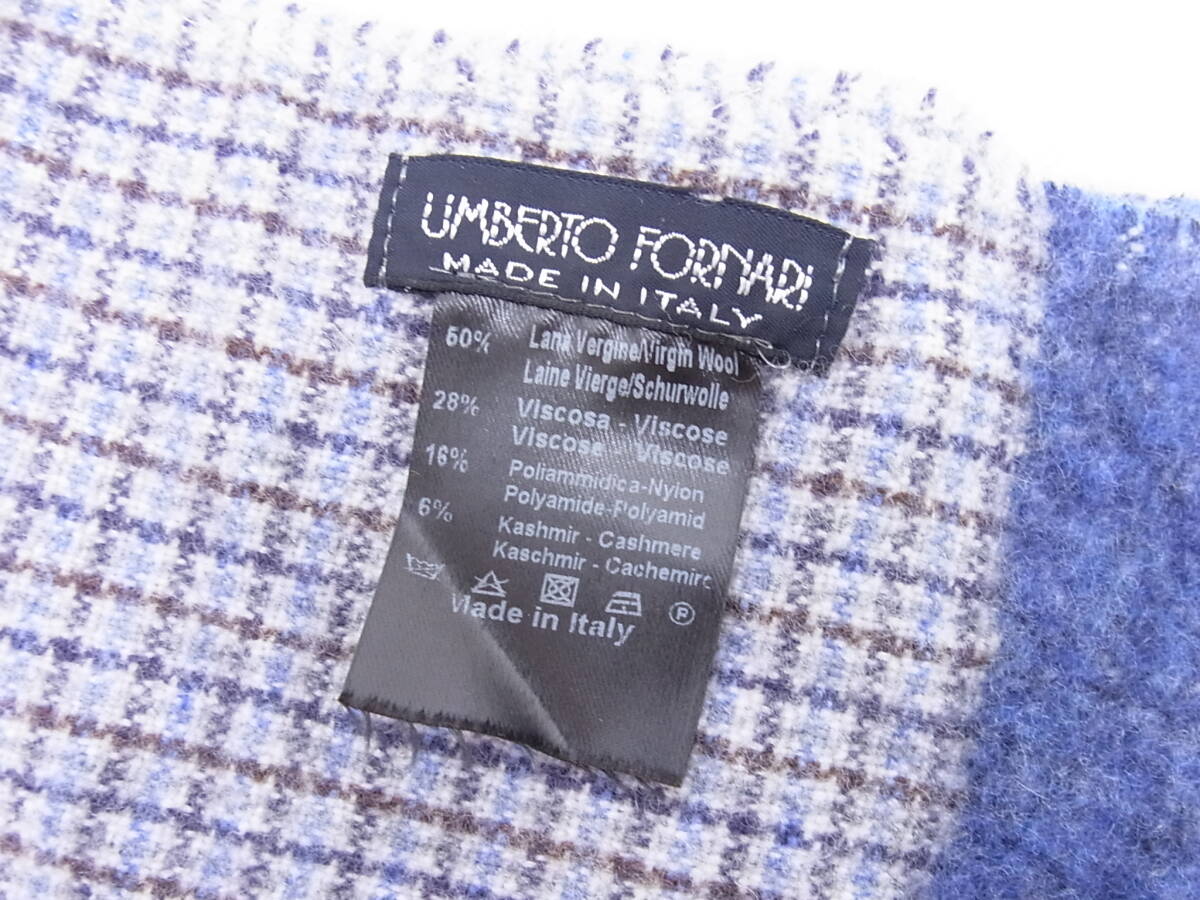 UMBERTO FORNARI
MADE IN ITALY
50% Lana Vergine/Virgin Wool
Laine Vierge/Schurwolle
28% Viscosa - Viscose
Viscose - Viscose
16% Poliammidica-Nylon
Polyamide-Polyamid
6% Kashmir - Cashmere
Kaschmir - Cachemire
P
Made in Italy